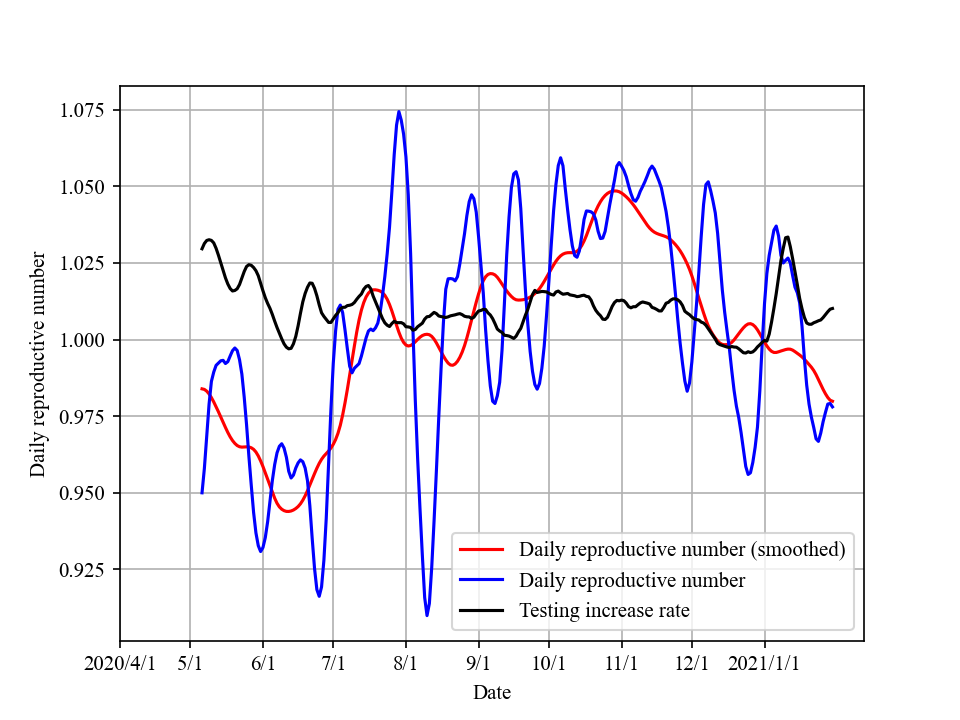 Daily reproductive number
1.075
1.050
1.025
1.000
0.975
0.950
0.925
Daily reproductive number (smoothed)
Daily reproductive number
Testing increase rate
2020/4/1 5/1 6/1 7/1 8/1 9/1 10/1 11/1 12/1 2021/1/1
Date